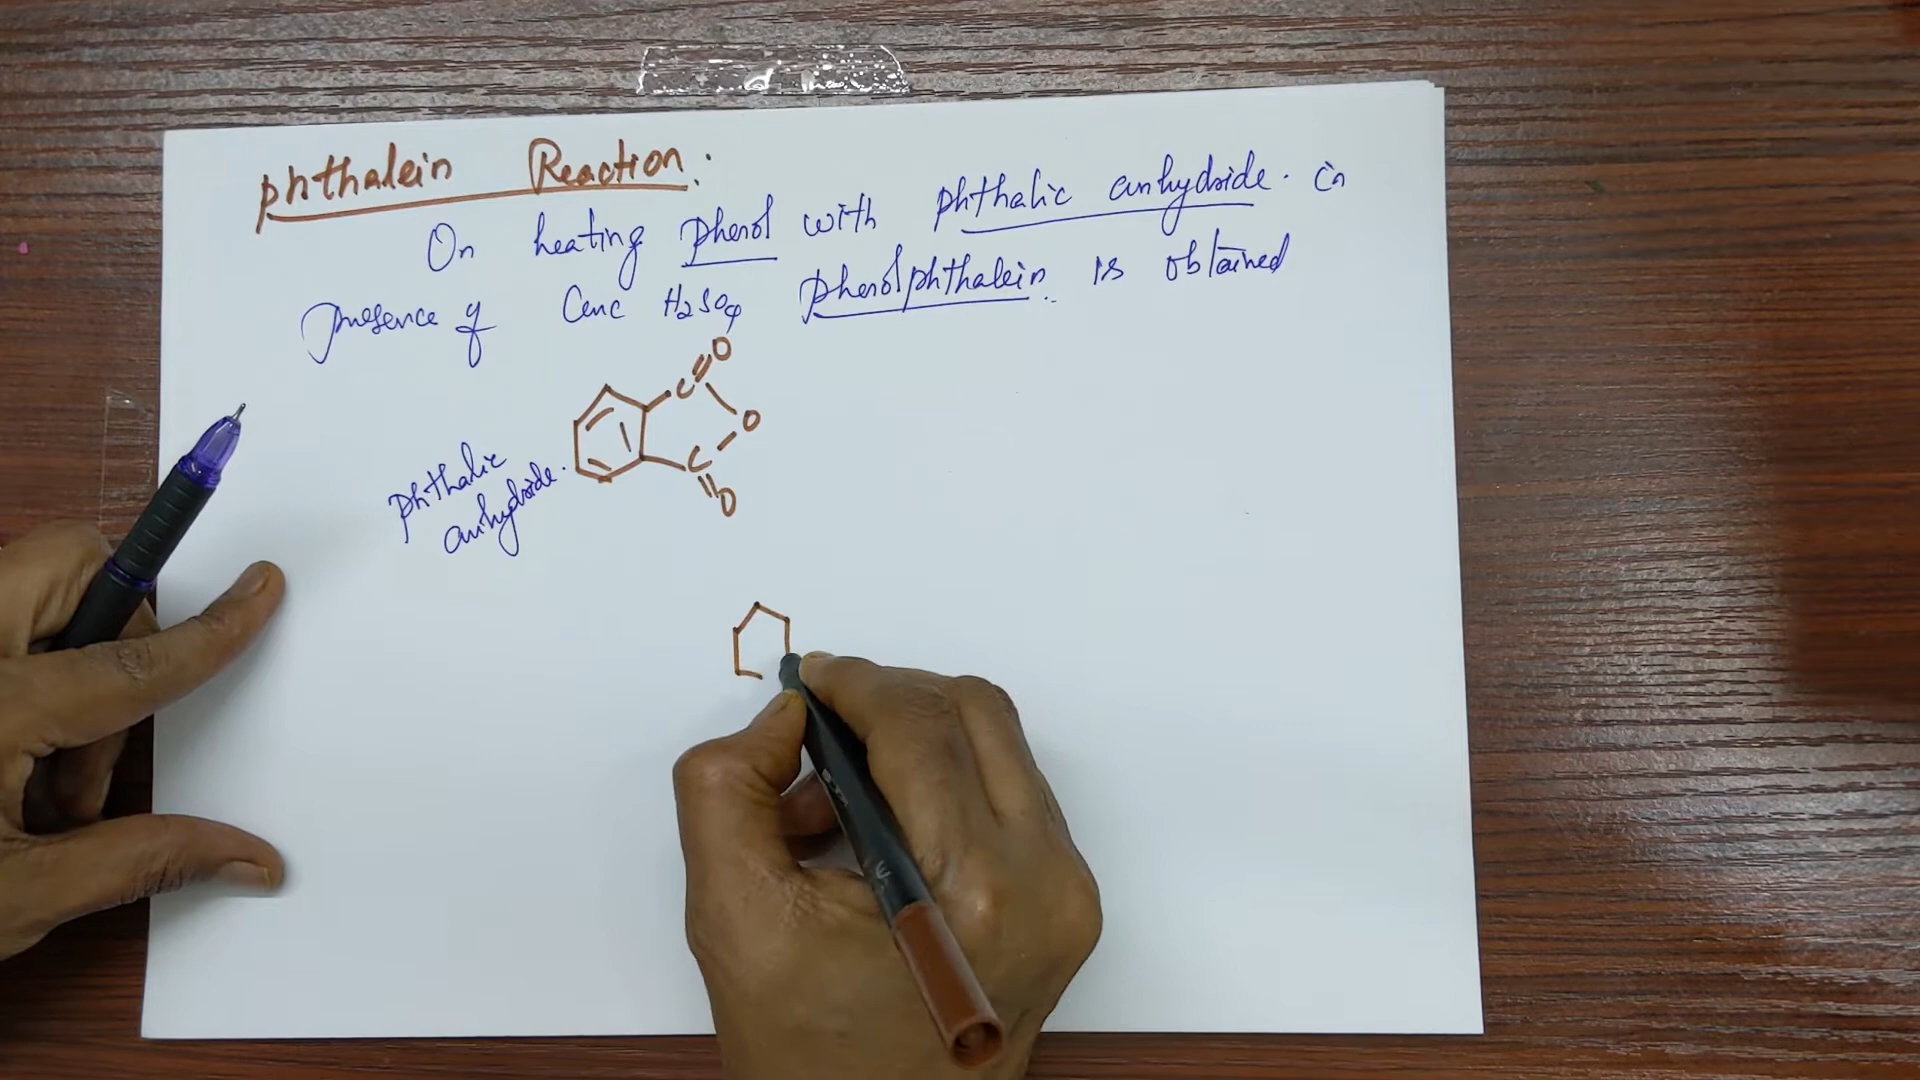 phthalein Reaction:
On heating phenol with phthalic anhydride. in
presence of Conc H2SO4 phenolphthalein is obtained
O
C
O
C
O
phthalic
anhydride.